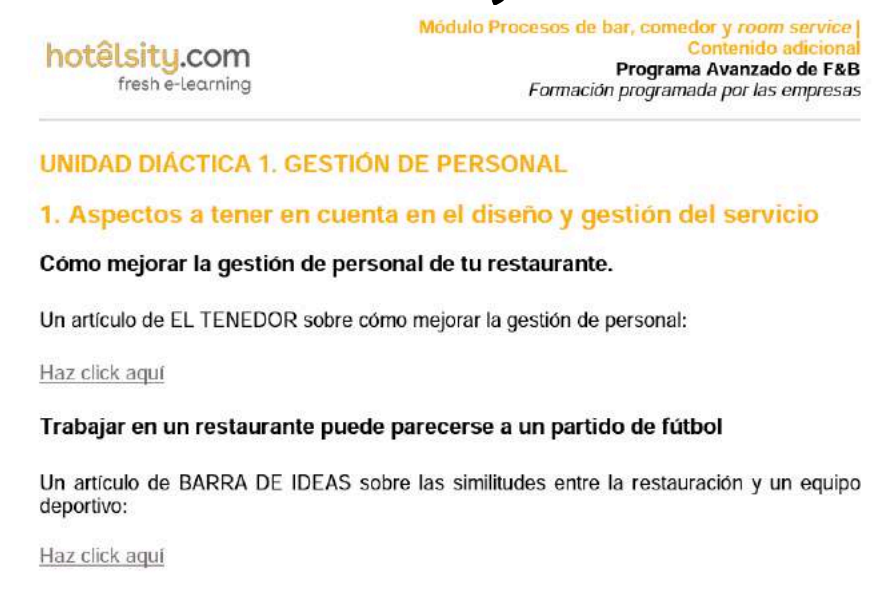 hotêlsity.com
fresh e-learning
Módulo Procesos de bar, comedor y room service |
Contenido adicional
Programa Avanzado de F&B
Formación programada por las empresas
UNIDAD DIÁCTICA 1. GESTIÓN DE PERSONAL
1. Aspectos a tener en cuenta en el diseño y gestión del servicio
Cómo mejorar la gestión de personal de tu restaurante.
Un artículo de EL TENEDOR sobre cómo mejorar la gestión de personal:
Haz click aquí
Trabajar en un restaurante puede parecerse a un partido de fútbol
Un artículo de BARRA DE IDEAS sobre las similitudes entre la restauración y un equipo
deportivo:
Haz click aquí